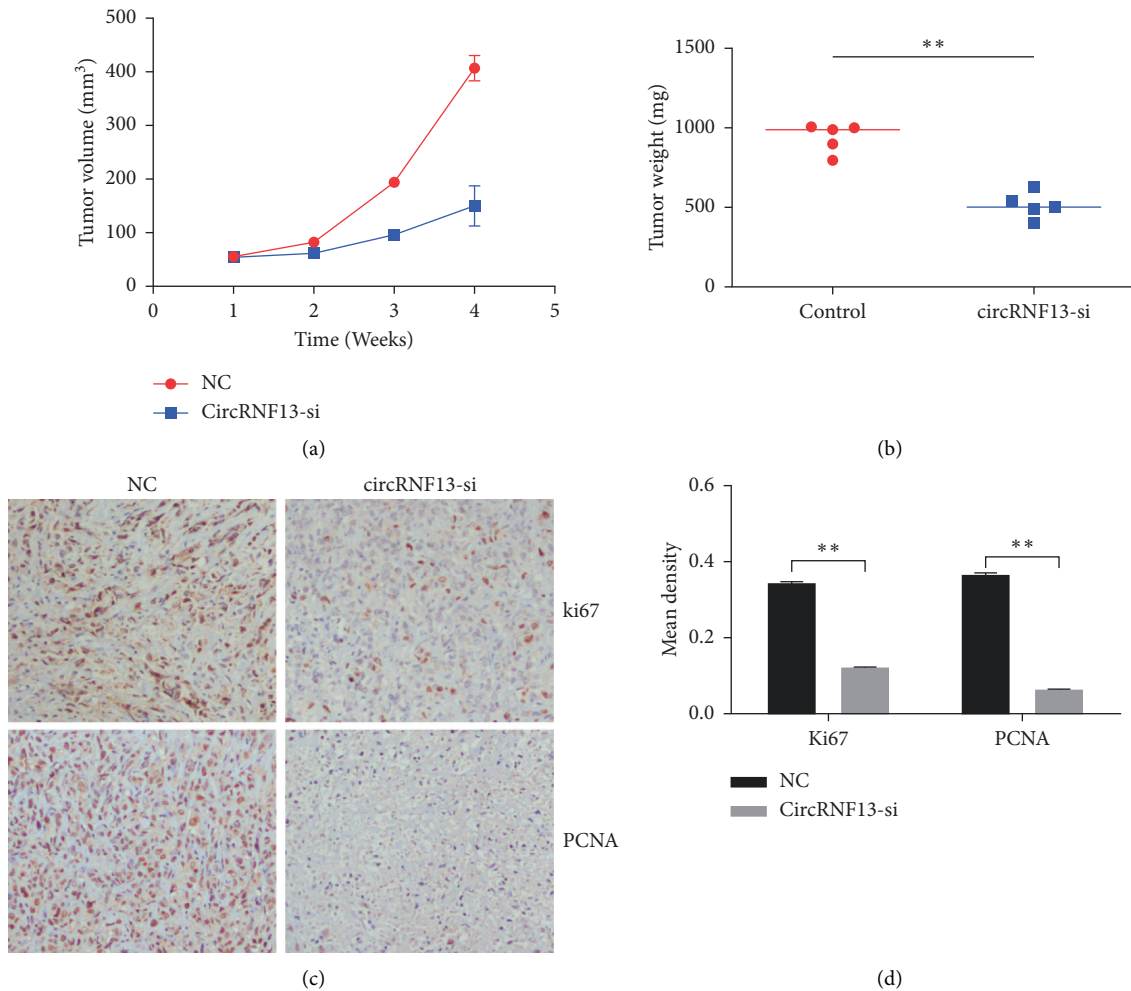 500
400
300
200
100
0
Tumor volume (mm³)
0 1 2 3 4 5
Time (Weeks)
NC
CircRNF13-si
(a)
**
1500
1000
500
0
Tumor weight (mg)
Control circRNF13-si
(b)
NC circRNF13-si
ki67
PCNA
(c)
0.6
0.4
0.2
0.0
Mean density
** **
Ki67 PCNA
NC
CircRNF13-si
(d)